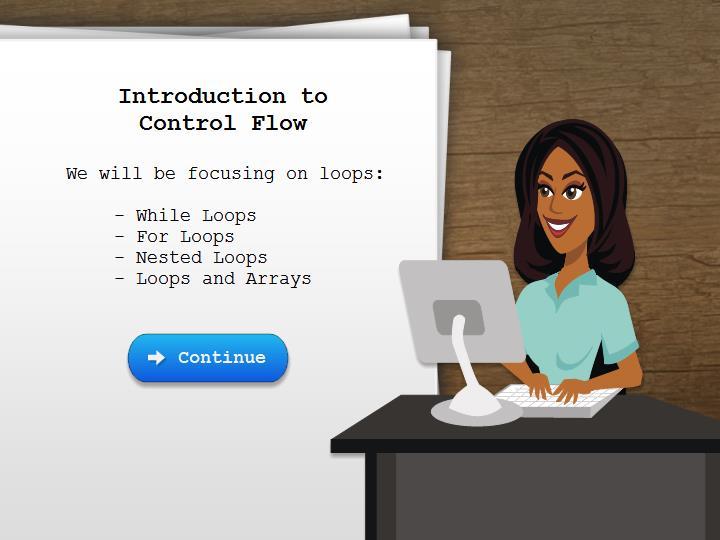 Introduction to
Control Flow
We will be focusing on loops:
- While Loops
- For Loops
- Nested Loops
- Loops and Arrays
Continue